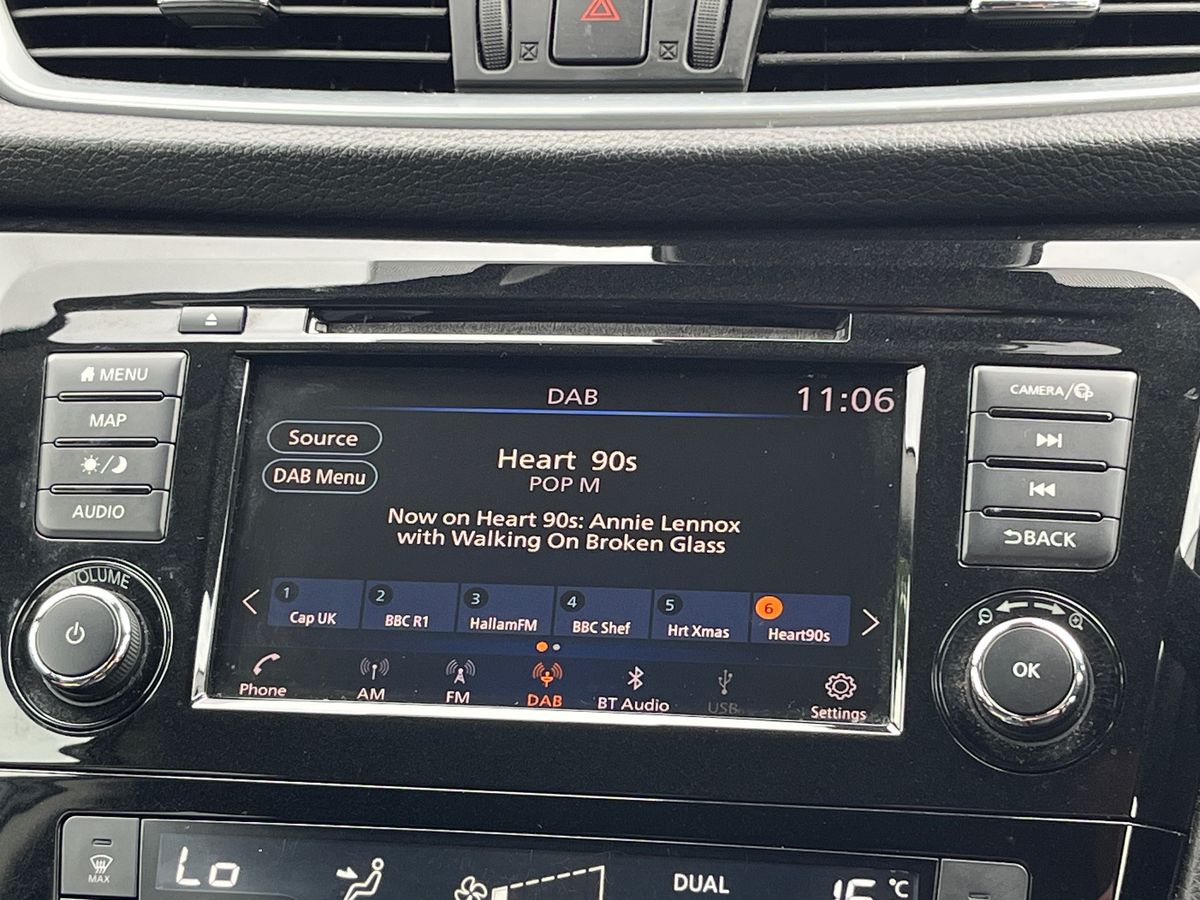 MENU
MAP
AUDIO
VOLUME
DAB
11:06
Source
DAB Menu
Heart 90s
POP M
Now on Heart 90s: Annie Lennox
with Walking On Broken Glass
1 Cap UK
2 BBC R1
3 HallamFM
4 BBC Shef
5 Hrt Xmas
6 Heart90s
Phone
AM
FM
DAB
BT Audio
USB
Settings
CAMERA/
BACK
OK
MAX
Lo
DUAL
16 °C